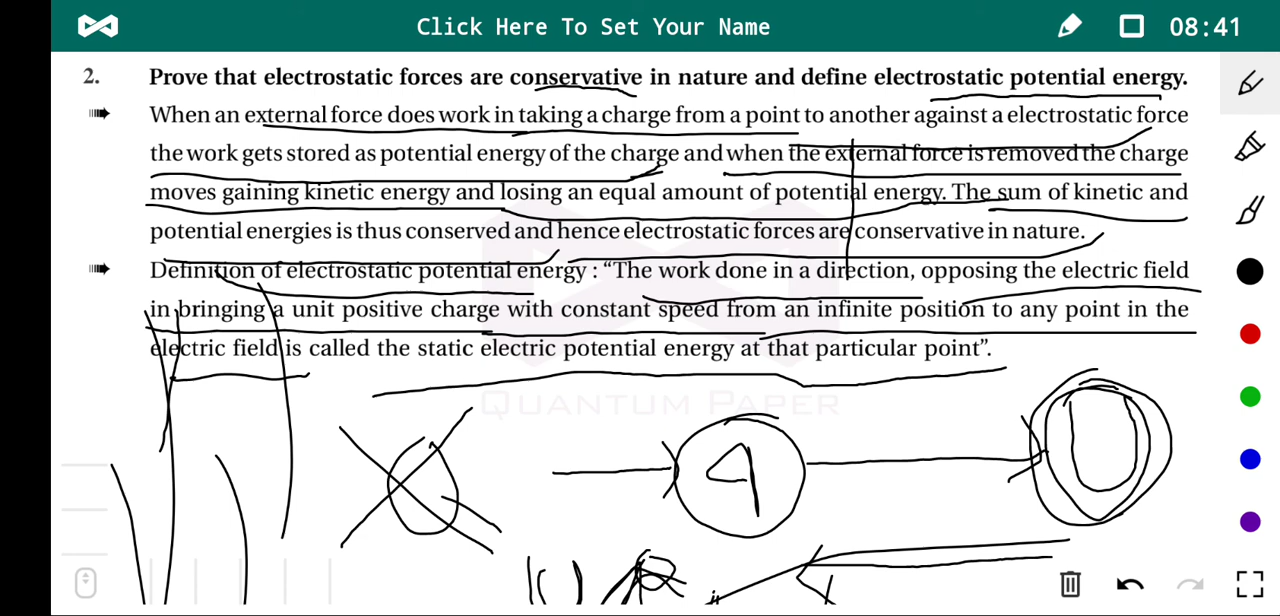 Click Here To Set Your Name
08:41
2. Prove that electrostatic forces are conservative in nature and define electrostatic potential energy.
When an external force does work in taking a charge from a point to another against a electrostatic force
the work gets stored as potential energy of the charge and when the external force is removed the charge
moves gaining kinetic energy and losing an equal amount of potential energy. The sum of kinetic and
potential energies is thus conserved and hence electrostatic forces are conservative in nature.
Definition of electrostatic potential energy : “The work done in a direction, opposing the electric field
in bringing a unit positive charge with constant speed from an infinite position to any point in the
electric field is called the static electric potential energy at that particular point”.
QUANTUM PAPER
q